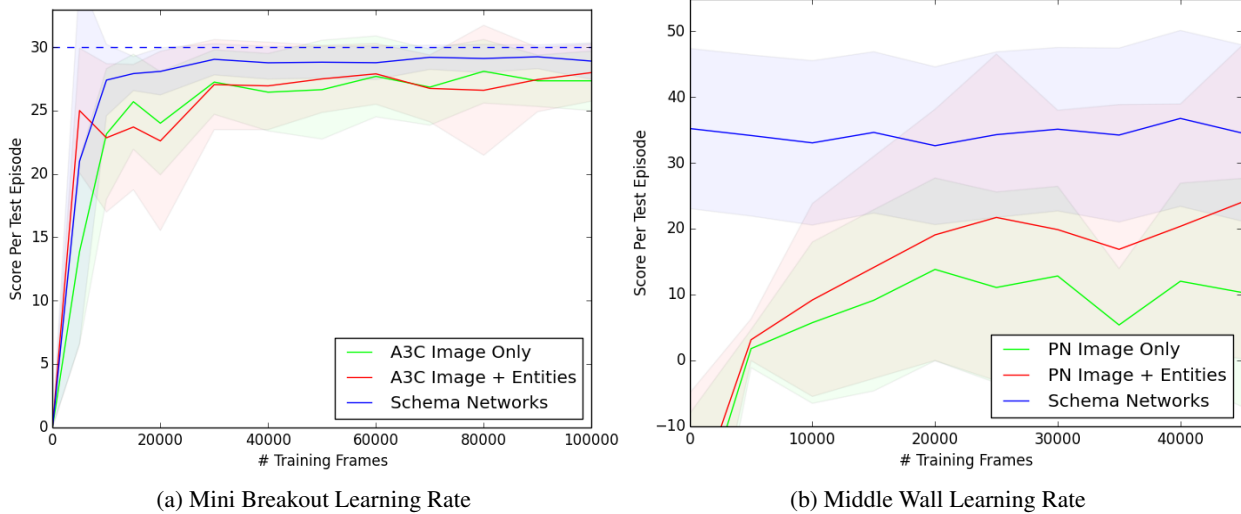 30
25
20
15
10
5
0
Score Per Test Episode
A3C Image Only
A3C Image + Entities
Schema Networks
0 20000 40000 60000 80000 100000
# Training Frames
(a) Mini Breakout Learning Rate
50
40
30
20
10
0
−10
Score Per Test Episode
PN Image Only
PN Image + Entities
Schema Networks
0 10000 20000 30000 40000
# Training Frames
(b) Middle Wall Learning Rate